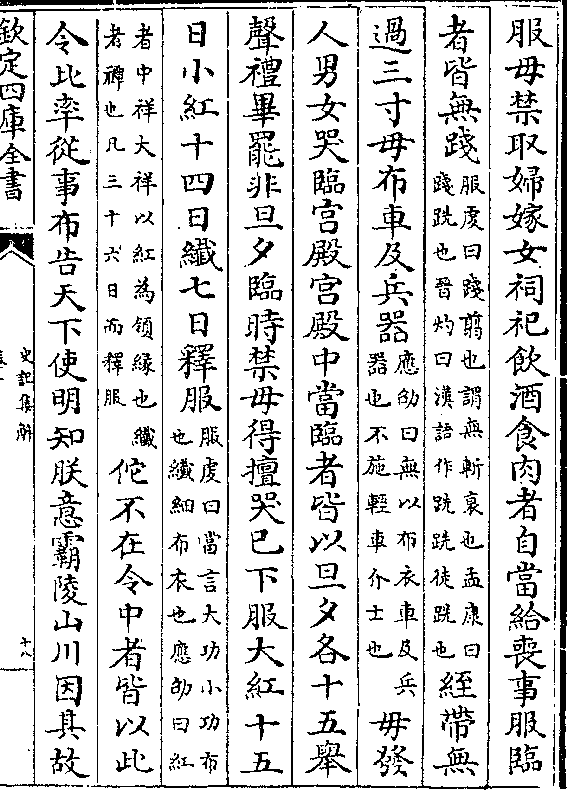 服毋禁取婦嫁女祠祀飲酒食肉者自當給喪事服臨
者皆無踐服虔曰踐翦也謂無斬衰也孟康曰踐跣也晉灼曰漢語作跣跣徒跣也絰帶無
過三寸毋布車及兵器應劭曰無以布衣車及兵器也不施輕車介士也毋發
人男女哭臨宫殿宫殿中當臨者皆以旦夕各十五舉
聲禮畢罷非旦夕臨時禁毋得擅哭已下服大紅十五
日小紅十四日纎七日釋服服虔曰當言大功小功布也纎細布衣也應劭曰紅
者中祥大祥以紅為領緣也纎者禫也凡三十六日而釋服佗不在令中者皆以此
令比率從事布告天下使明知朕意霸陵山川因其故
欽定四庫全書
史記集解
十八